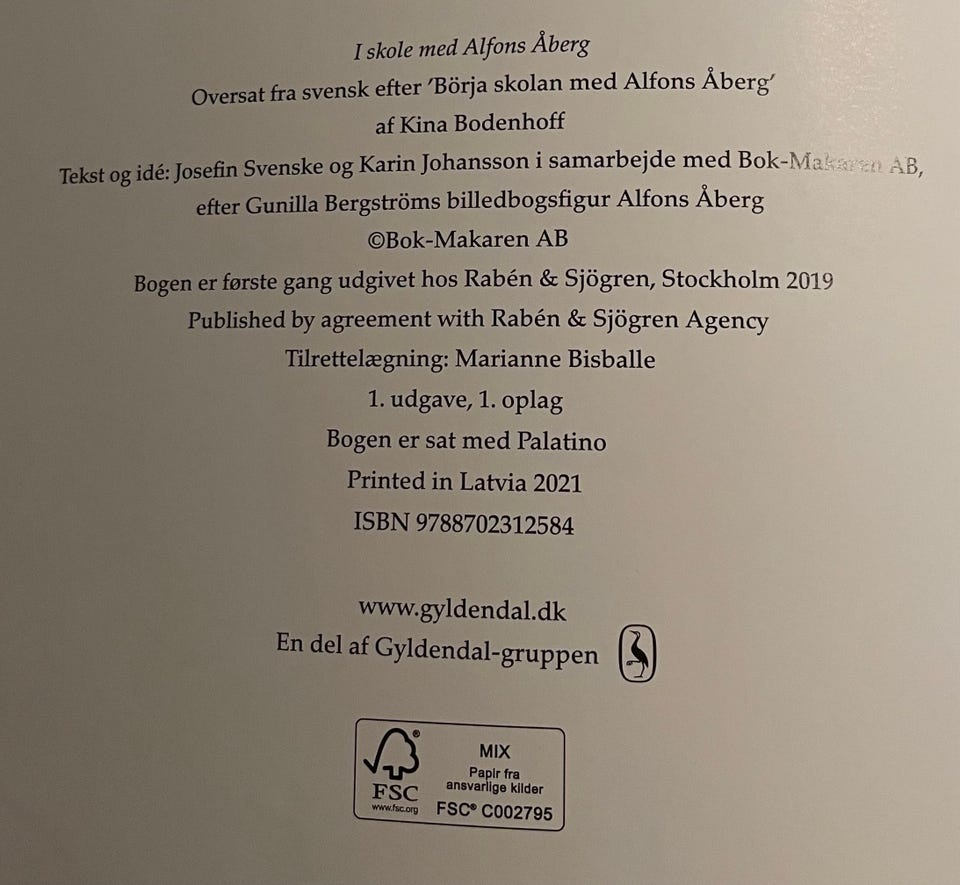 I skole med Alfons Åberg
Oversat fra svensk efter 'Börja skolan med Alfons Åberg'
af Kina Bodenhoff
Tekst og idé: Josefin Svenske og Karin Johansson i samarbejde med Bok-Makaren AB,
efter Gunilla Bergströms billedbogsfigur Alfons Åberg
©Bok-Makaren AB
Bogen er første gang udgivet hos Rabén & Sjögren, Stockholm 2019
Published by agreement with Rabén & Sjögren Agency
Tilrettelægning: Marianne Bisballe
1. udgave, 1. oplag
Bogen er sat med Palatino
Printed in Latvia 2021
ISBN 9788702312584
www.gyldendal.dk
En del af Gyldendal-gruppen
®
FSC
www.fsc.org
MIX
Papir fra
ansvarlige kilder
FSC® C002795